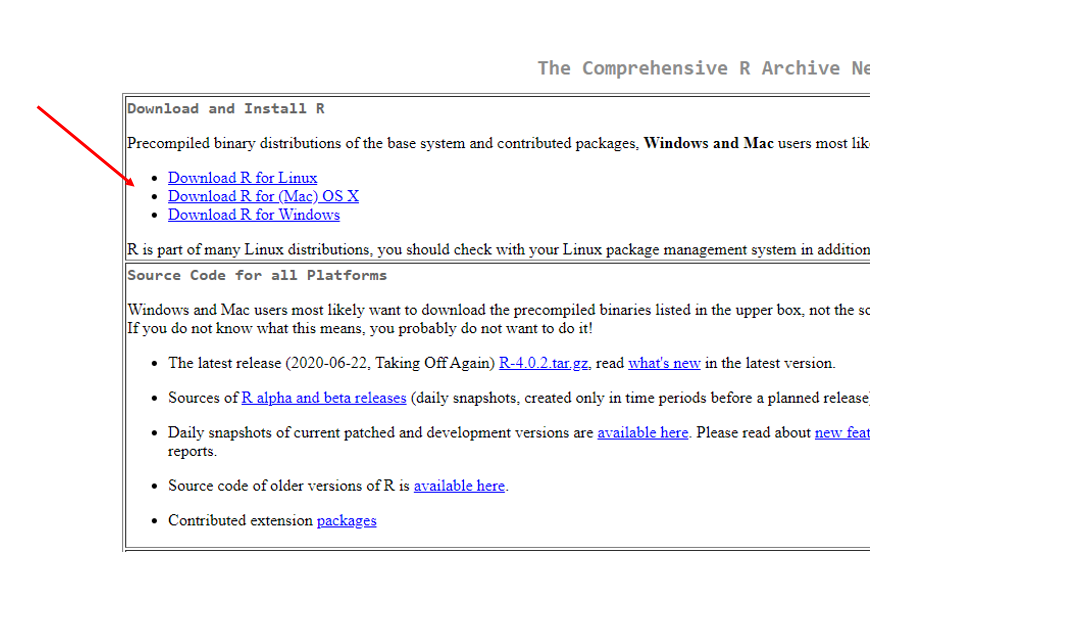 The Comprehensive R Archive Ne
Download and Install R
Precompiled binary distributions of the base system and contributed packages, Windows and Mac users most lik
Download R for Linux
Download R for (Mac) OS X
Download R for Windows
R is part of many Linux distributions, you should check with your Linux package management system in addition
Source Code for all Platforms
Windows and Mac users most likely want to download the precompiled binaries listed in the upper box, not the so
If you do not know what this means, you probably do not want to do it!
The latest release (2020-06-22, Taking Off Again) R-4.0.2.tar.gz, read what's new in the latest version.
Sources of R alpha and beta releases (daily snapshots, created only in time periods before a planned release)
Daily snapshots of current patched and development versions are available here. Please read about new feat
reports.
Source code of older versions of R is available here.
Contributed extension packages